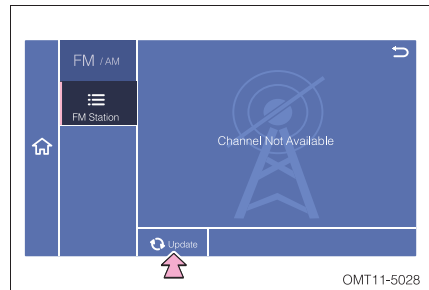 FM / AM
FM Station
Channel Not Available
Update
OMT11-5028